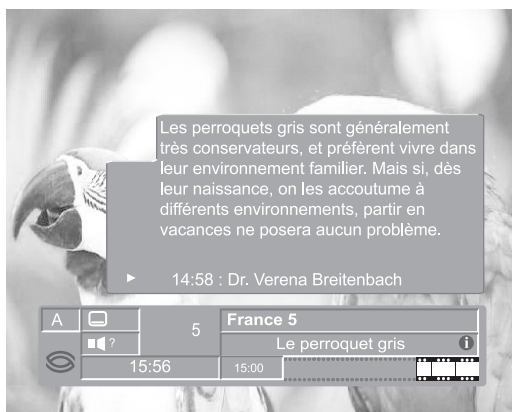 Les perroquets gris sont généralement
très conservateurs, et préfèrent vivre dans
leur environnement familier. Mais si, dès
leur naissance, on les accoutume à
différents environnements, partir en
vacances ne posera aucun problème.
14:58 : Dr. Verena Breitenbach
A
5
France 5
?
Le perroquet gris
i
15:56
15:00